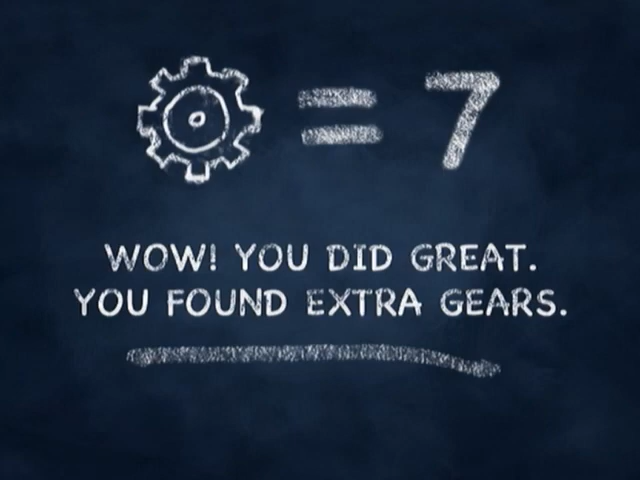 = 7
WOW! YOU DID GREAT.
YOU FOUND EXTRA GEARS.